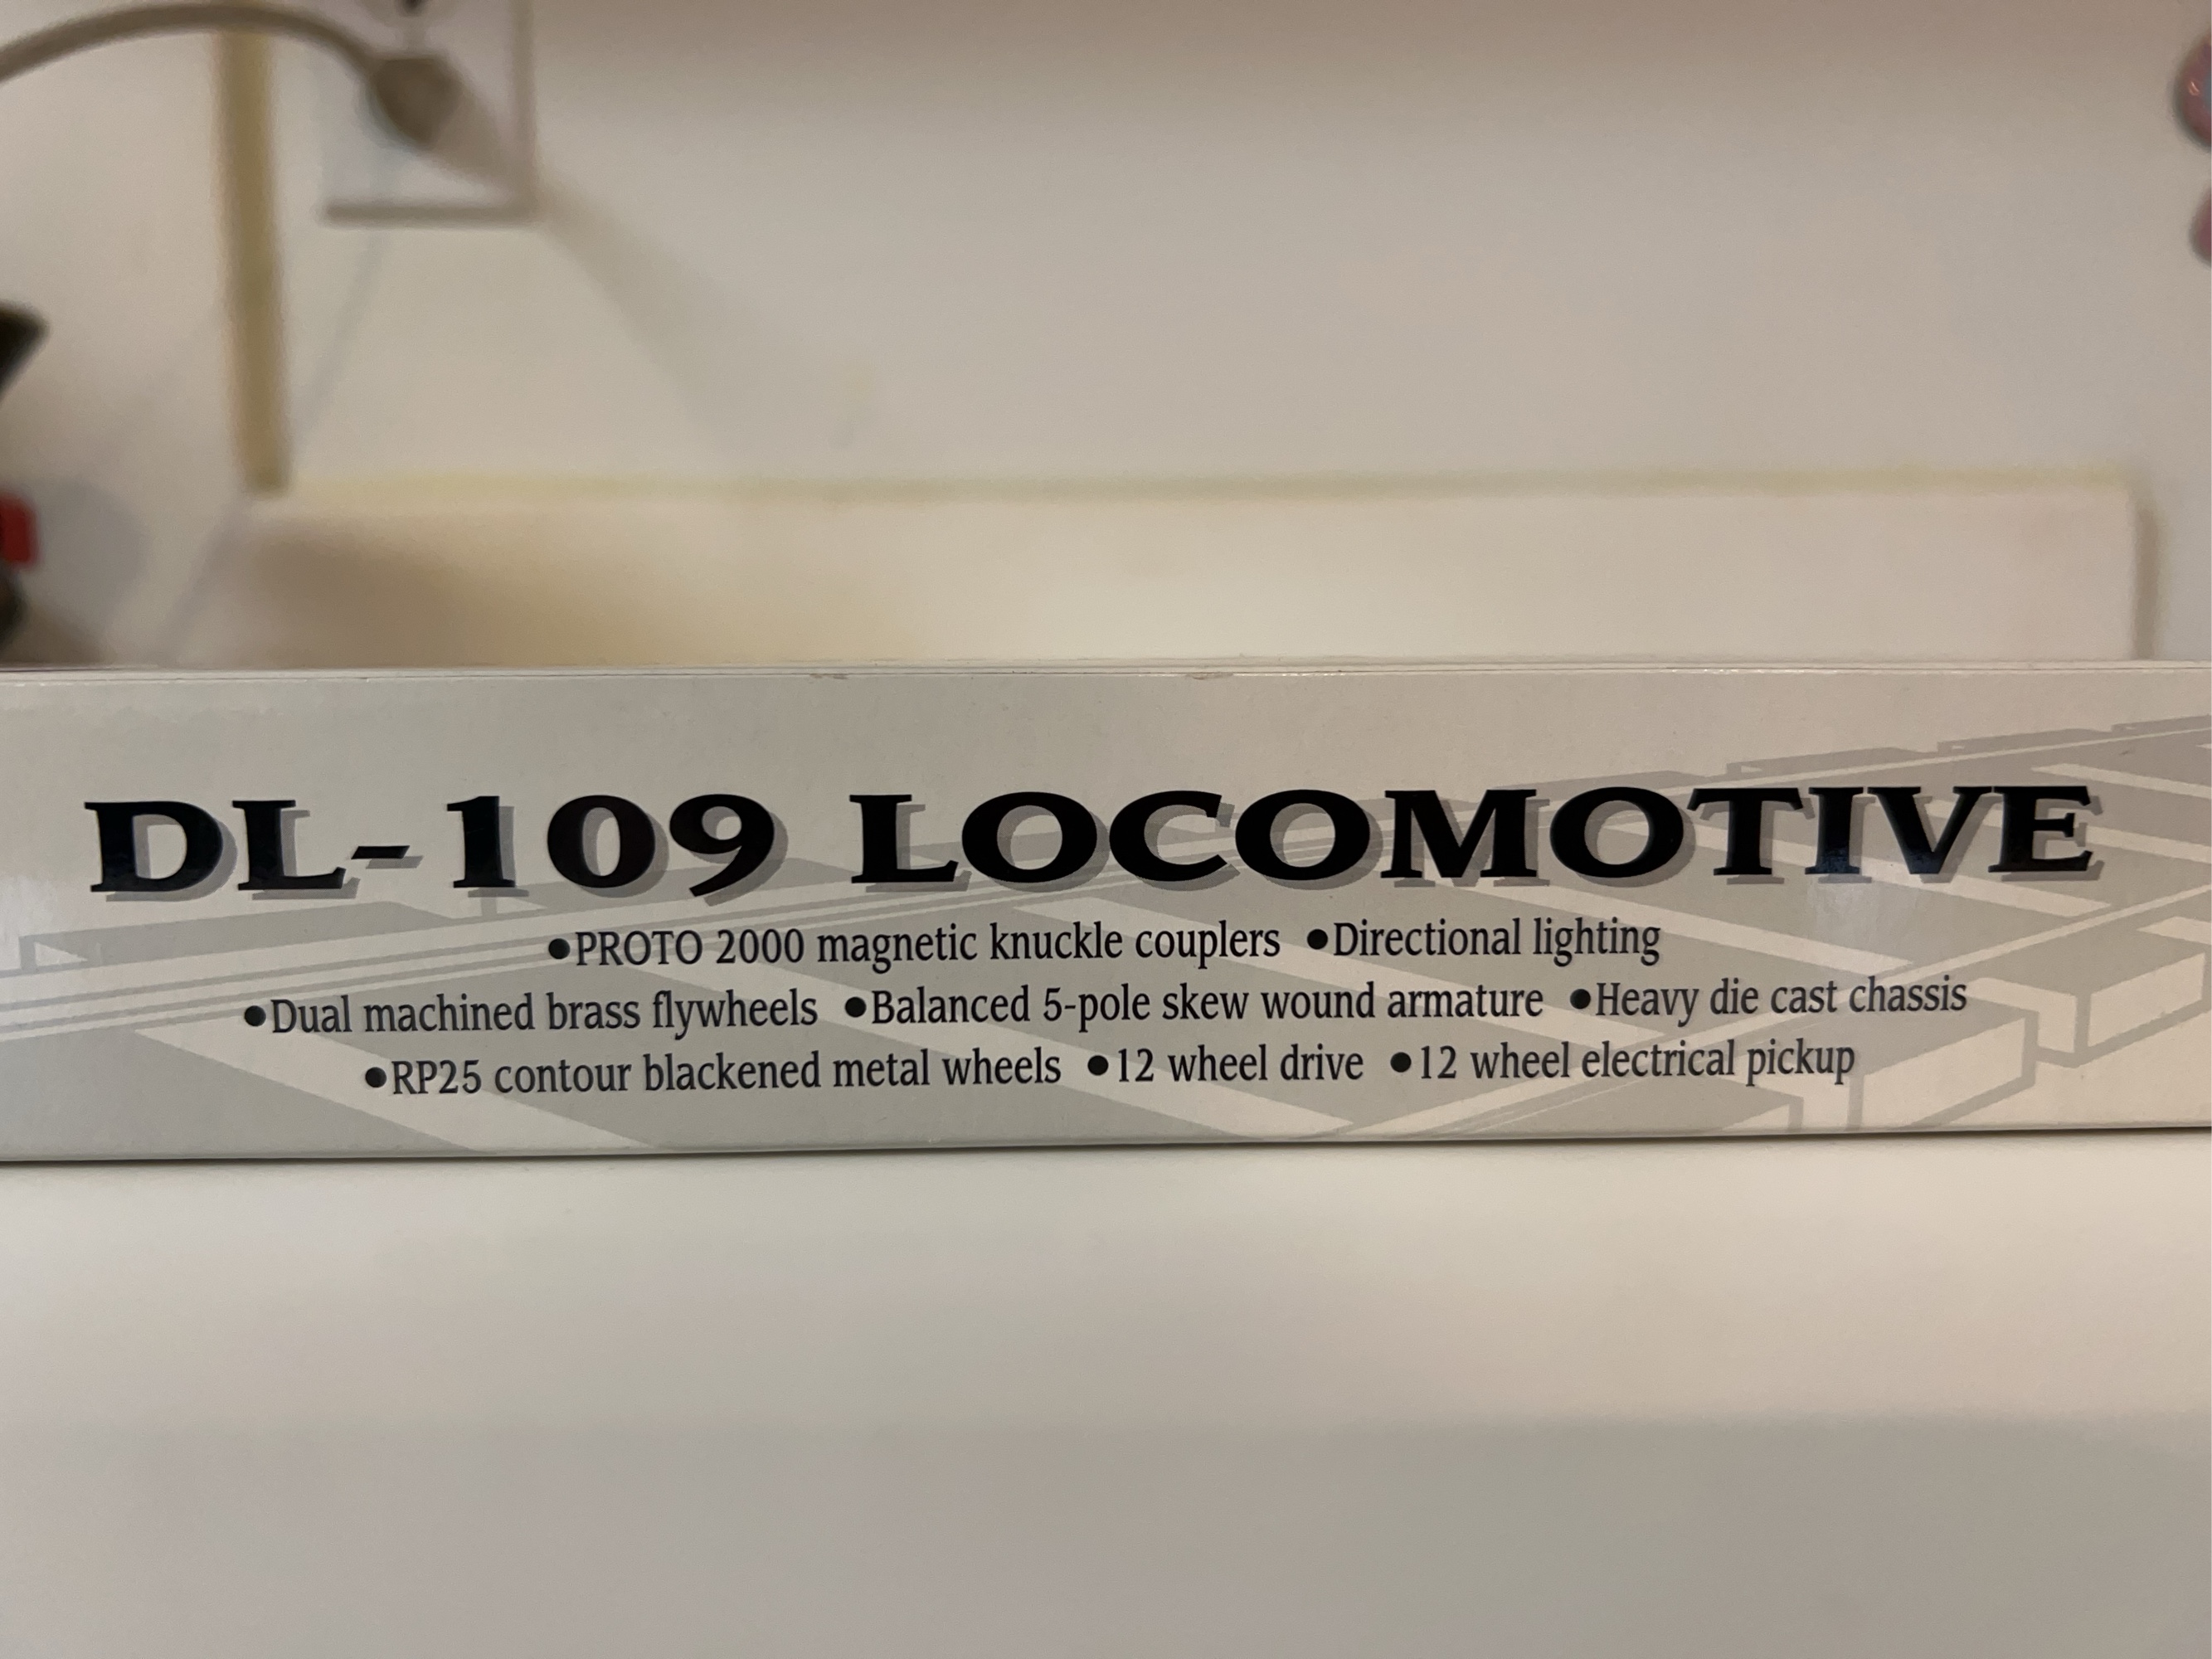 DL-109 LOCOMOTIVE
●PROTO 2000 magnetic knuckle couplers ●Directional lighting
●Dual machined brass flywheels ●Balanced 5-pole skew wound armature ●Heavy die cast chassis
●RP25 contour blackened metal wheels ●12 wheel drive ●12 wheel electrical pickup